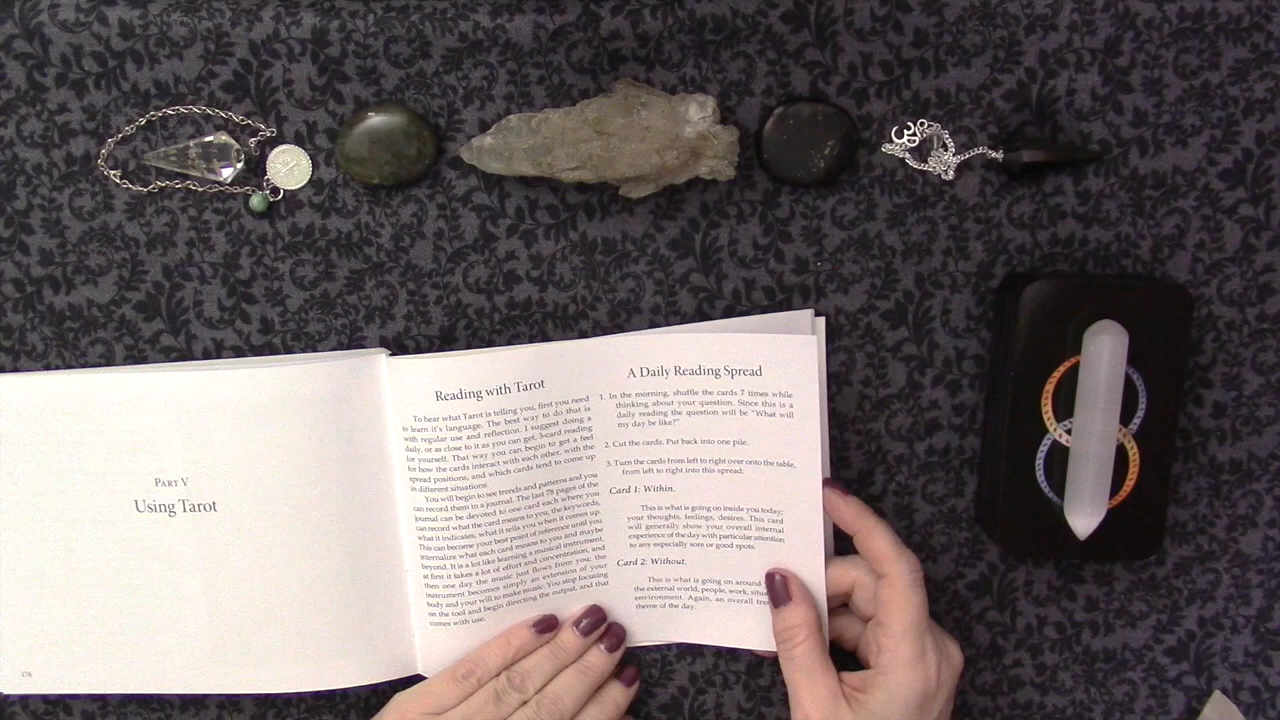 PART V
Using Tarot
178
Reading with Tarot
To hear what Tarot is telling you, first you need
to learn it's language. The best way to do that is
with regular use and reflection. I suggest doing a
daily, or as close to it as you can get, 3-card reading
for yourself. That way you can begin to get a feel
for how the cards interact with each other, with the
spread positions, and which cards tend to come up
in different situations.
You will begin to see trends and patterns and you
can record them in a journal. The last 78 pages of the
journal can be devoted to one card each where you
can record what the card means to you, the keywords,
what it indicates, what it tells you when it comes up.
This can become your best point of reference until you
internalize what each card means to you and maybe
beyond. It is a lot like learning a musical instrument,
at first it takes a lot of effort and concentration, and
then one day the music just flows from you; the
instrument becomes simply an extension of your
body and your will to make music. You stop focusing
on the tool and begin directing the output, and that
comes with use.
A Daily Reading Spread
1. In the morning, shuffle the cards 7 times while
thinking about your question. Since this is a
daily reading the question will be "What will
my day be like?"
2. Cut the cards. Put back into one pile.
3. Turn the cards from left to right over onto the table,
from left to right into this spread:
Card 1: Within.
This is what is going on inside you today;
your thoughts, feelings, desires. This card
will generally show your overall internal
experience of the day with particular attention
to any especially sore or good spots.
Card 2: Without.
This is what is going on around
the external world, people, work,
environment. Again, an overall
theme of the day.